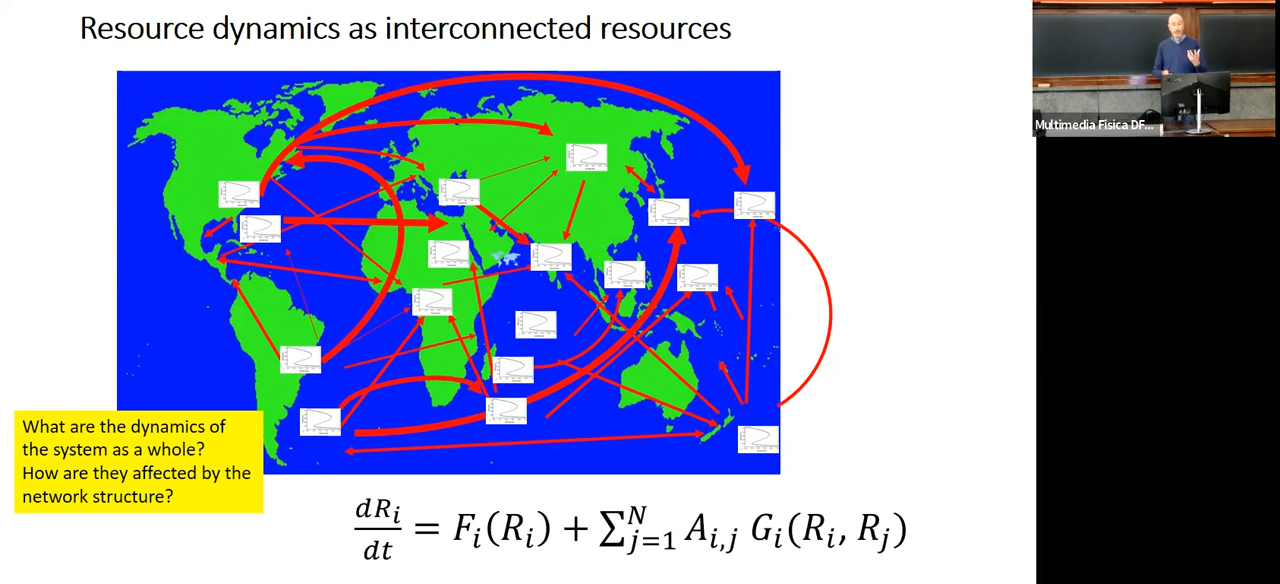 Resource dynamics as interconnected resources
Multimedia Fisica DF...
What are the dynamics of
the system as a whole?
How are they affected by the
network structure?
dR_i/dt = F_i(R_i) + ∑_{j=1}^{N} A_{i,j} G_i(R_i, R_j)